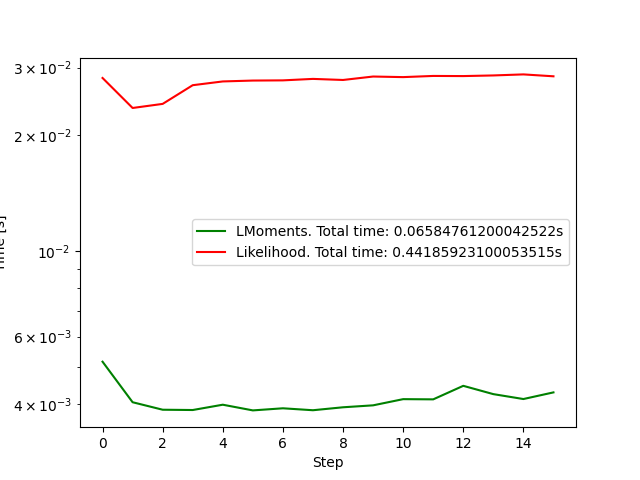 3 × 10⁻²
2 × 10⁻²
10⁻²
6 × 10⁻³
4 × 10⁻³
LMoments. Total time: 0.06584761200042522s
Likelihood. Total time: 0.44185923100053515s
0 2 4 6 8 10 12 14
Step